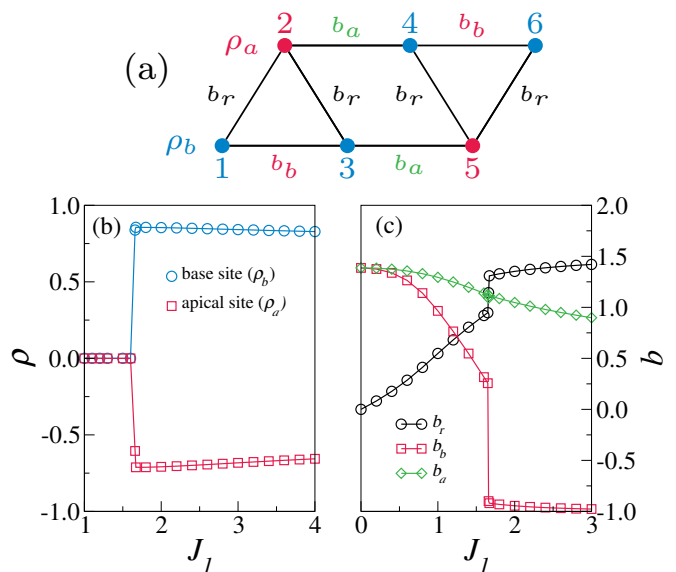 (a)
2 4 6
ρa ba bb
br br br br
ρb
1 3 5
bb ba
(b)
1.0
0.5
0.0
-0.5
-1.0
ρ
base site (ρb)
apical site (ρa)
1 2 3 4
J1
(c)
2.0
1.5
1.0
0.5
0.0
-0.5
-1.0
b
br
bb
ba
0 1 2 3
J1